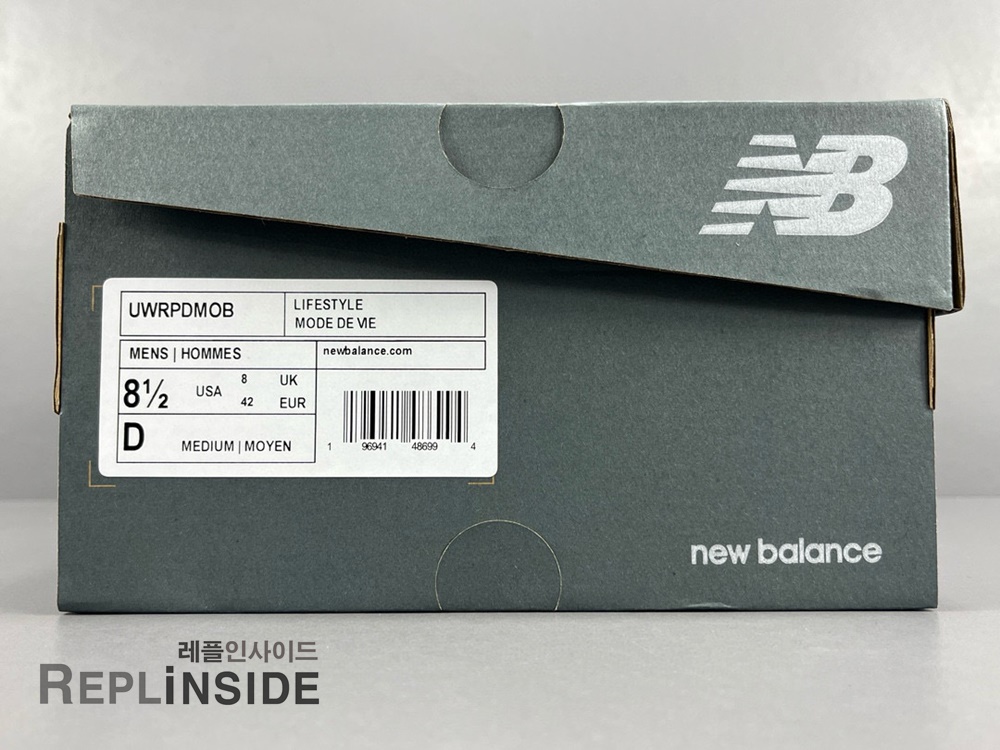 NB
UWRPDMOB
LIFESTYLE
MODE DE VIE
MENS | HOMMES
newbalance.com
8½ USA 8 UK
42 EUR
D MEDIUM | MOYEN
1 96941 48699 4
new balance
레플인사이드
REPLiNSIDE